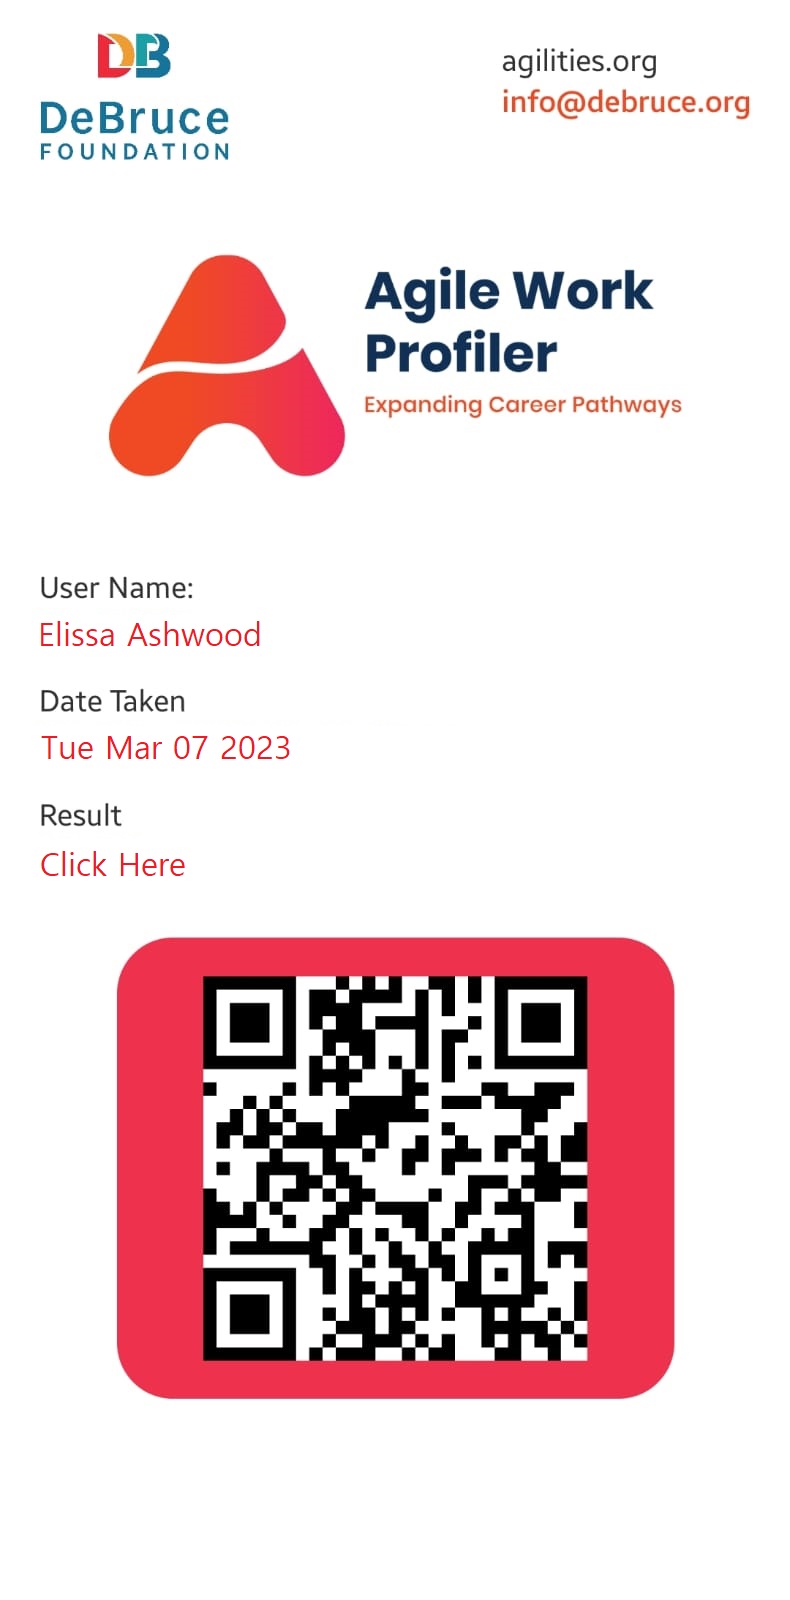 DB
DeBruce
FOUNDATION
agilities.org
info@debruce.org
Agile Work
Profiler
Expanding Career Pathways
User Name:
Elissa Ashwood
Date Taken
Tue Mar 07 2023
Result
Click Here